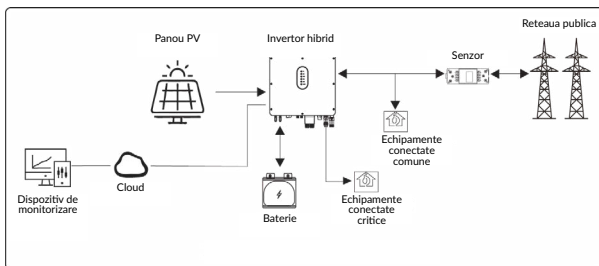 Reteaua publica
Panou PV
Invertor hibrid
Senzor
Echipamente
conectate
comune
Cloud
Dispozitiv de
monitorizare
Baterie
Echipamente
conectate
critice